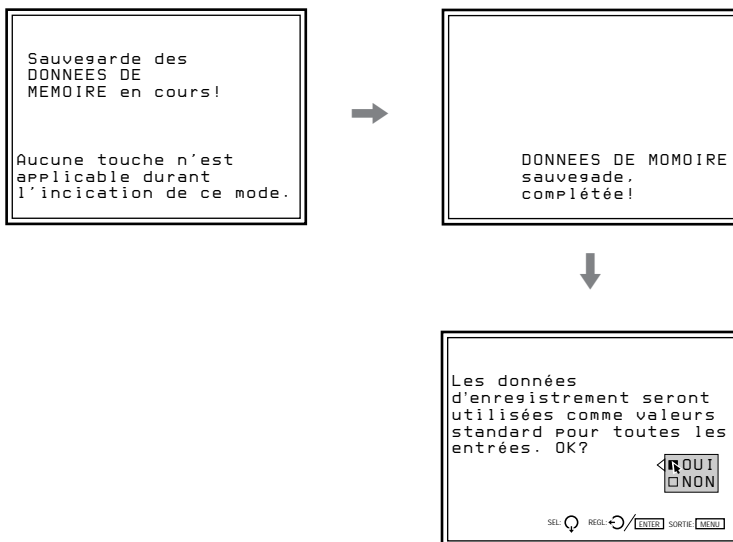 Sauvegarde des
DONNEES DE
MEMOIRE en cours!
Aucune touche n'est
applicable durant
l'incication de ce mode.
DONNEES DE MOMOIRE
sauvegade,
complétée!
Les données
d'enregistrement seront
utilisées comme valeurs
standard pour toutes les
entrées. OK?
OUI
NON
SEL: REGL: / ENTER SORTIE: MENU